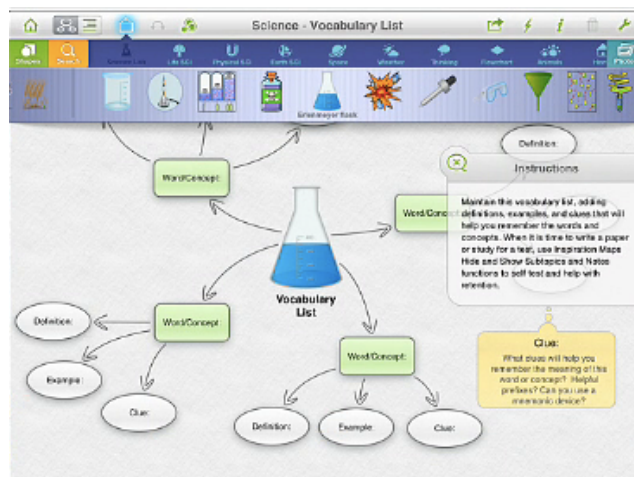 Science - Vocabulary List
Shapes
Search
Science Lab
Life Sci
Physical Sci
Earth Sci
Space
Weather
Thinking
Flowchart
Animals
Erlenmeyer flask
Definition:
Word/Concept:
Word/Concept:
Instructions
Maintain this vocabulary list, adding
definitions, examples, and clues that will
help you remember the words and
concepts. When it is time to write a paper
or study for a test, use Inspiration Maps
Hide and Show Subtopics and Notes
functions to self test and help with
retention.
Vocabulary
List
Definition:
Word/Concept:
Example:
Clue:
Word/Concept:
Definition:
Example:
Clue:
Clue:
What clues will help you
remember the meaning of this
word or concept? Helpful
prefixes? Can you use a
mnemonic device?